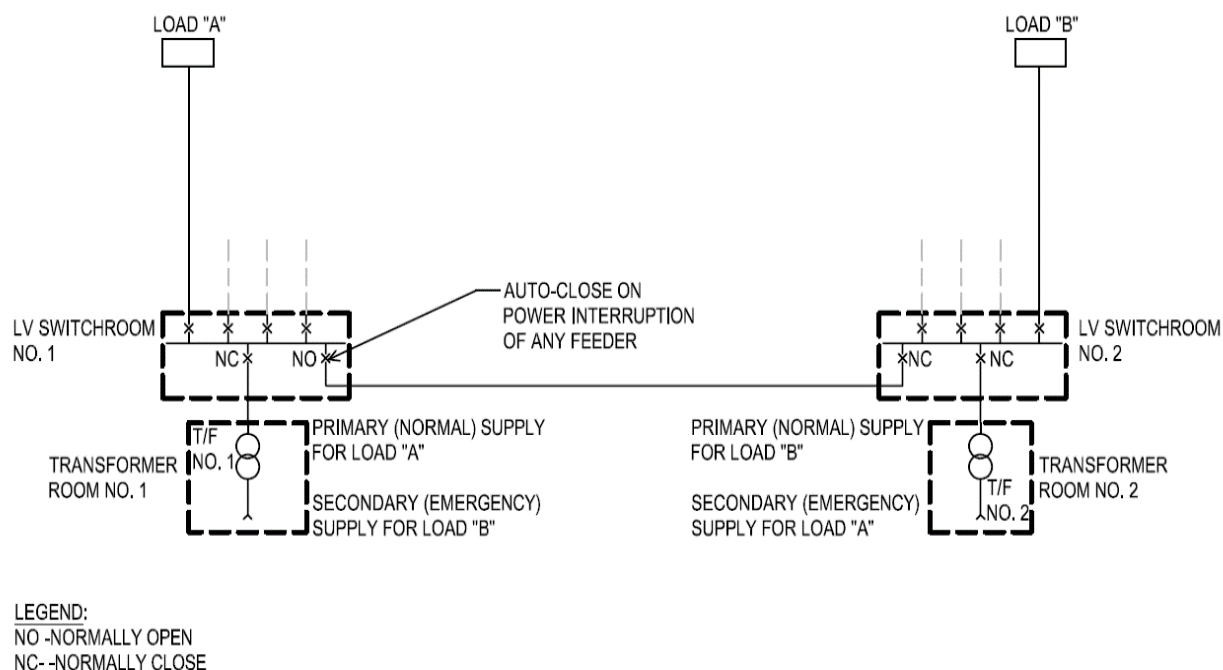 LOAD "A"
LOAD "B"
AUTO-CLOSE ON
POWER INTERRUPTION
OF ANY FEEDER
LV SWITCHROOM
NO. 1
NC
NO
NC
NC
LV SWITCHROOM
NO. 2
T/F
NO. 1
TRANSFORMER
ROOM NO. 1
PRIMARY (NORMAL) SUPPLY
FOR LOAD "A"
SECONDARY (EMERGENCY)
SUPPLY FOR LOAD "B"
PRIMARY (NORMAL) SUPPLY
FOR LOAD "B"
SECONDARY (EMERGENCY)
SUPPLY FOR LOAD "A"
T/F
NO. 2
TRANSFORMER
ROOM NO. 2
LEGEND:
NO -NORMALLY OPEN
NC- -NORMALLY CLOSE